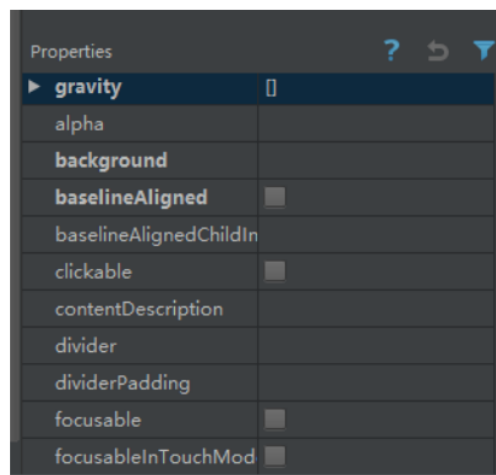 Properties ?
gravity []
alpha
background
baselineAligned
baselineAlignedChildIn
clickable
contentDescription
divider
dividerPadding
focusable
focusableInTouchMod